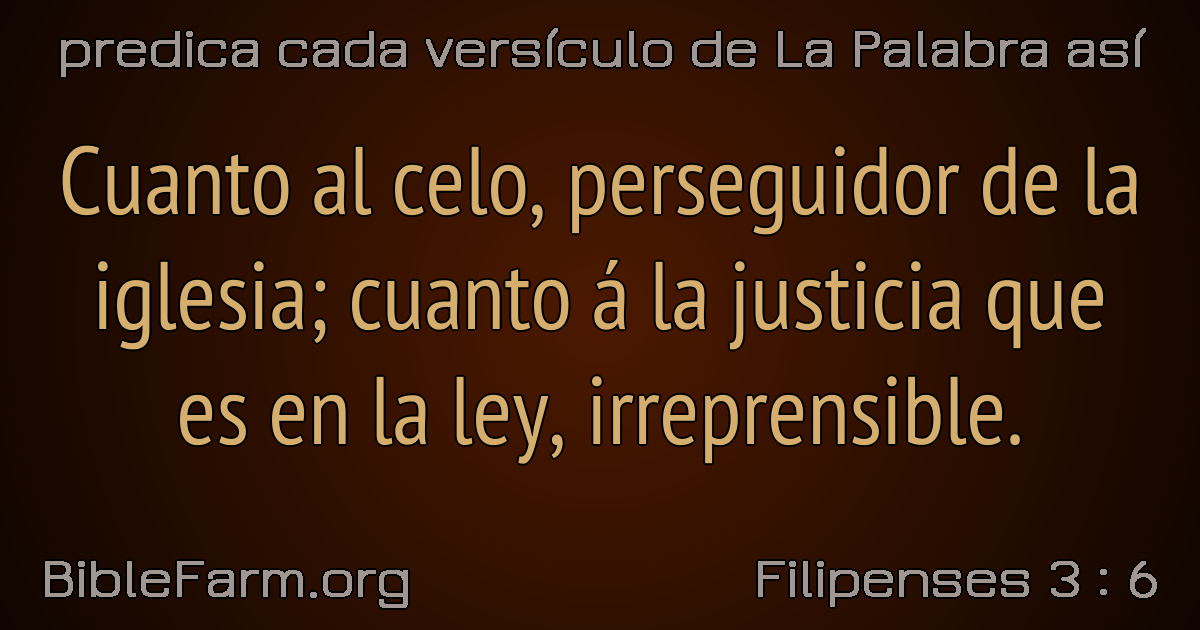 predica cada versículo de La Palabra así
Cuanto al celo, perseguidor de la
iglesia; cuanto á la justicia que
es en la ley, irreprensible.
BibleFarm.org
Filipenses 3 : 6